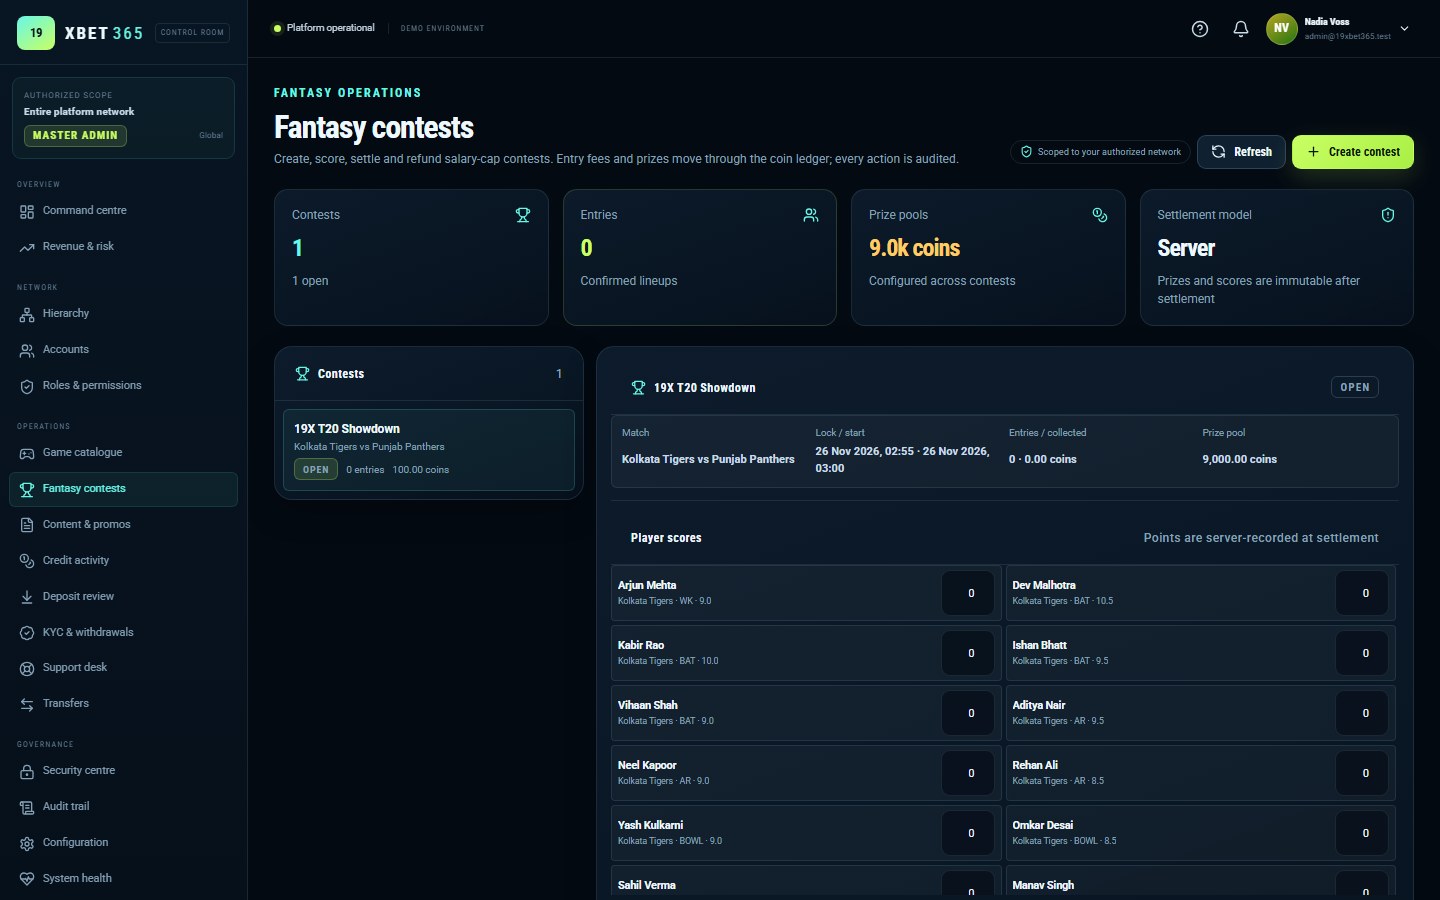 19 XBET 365 CONTROL ROOM
Platform operational DEMO ENVIRONMENT
NV Nadia Voss
admin@19xbet365.test
AUTHORIZED SCOPE
Entire platform network
MASTER ADMIN Global
OVERVIEW
Command centre
Revenue & risk
NETWORK
Hierarchy
Accounts
Roles & permissions
OPERATIONS
Game catalogue
Fantasy contests
Content & promos
Credit activity
Deposit review
KYC & withdrawals
Support desk
Transfers
GOVERNANCE
Security centre
Audit trail
Configuration
System health
FANTASY OPERATIONS
Fantasy contests
Create, score, settle and refund salary-cap contests. Entry fees and prizes move through the coin ledger; every action is audited.
Scoped to your authorized network
Refresh
Create contest
Contests
1
1 open
Entries
0
Confirmed lineups
Prize pools
9.0k coins
Configured across contests
Settlement model
Server
Prizes and scores are immutable after
settlement
Contests 1
19X T20 Showdown
Kolkata Tigers vs Punjab Panthers
OPEN 0 entries 100.00 coins
19X T20 Showdown OPEN
Match
Kolkata Tigers vs Punjab Panthers
Lock / start
26 Nov 2026, 02:55 · 26 Nov 2026,
03:00
Entries / collected
0 · 0.00 coins
Prize pool
9,000.00 coins
Player scores Points are server-recorded at settlement
Arjun Mehta
Kolkata Tigers · WK · 9.0
0
Dev Malhotra
Kolkata Tigers · BAT · 10.5
0
Kabir Rao
Kolkata Tigers · BAT · 10.0
0
Ishan Bhatt
Kolkata Tigers · BAT · 9.5
0
Vihaan Shah
Kolkata Tigers · BAT · 9.0
0
Aditya Nair
Kolkata Tigers · AR · 9.5
0
Neel Kapoor
Kolkata Tigers · AR · 9.0
0
Rehan Ali
Kolkata Tigers · AR · 8.5
0
Yash Kulkarni
Kolkata Tigers · BOWL · 9.0
0
Omkar Desai
Kolkata Tigers · BOWL · 8.5
0
Sahil Verma
0
Manav Singh
0